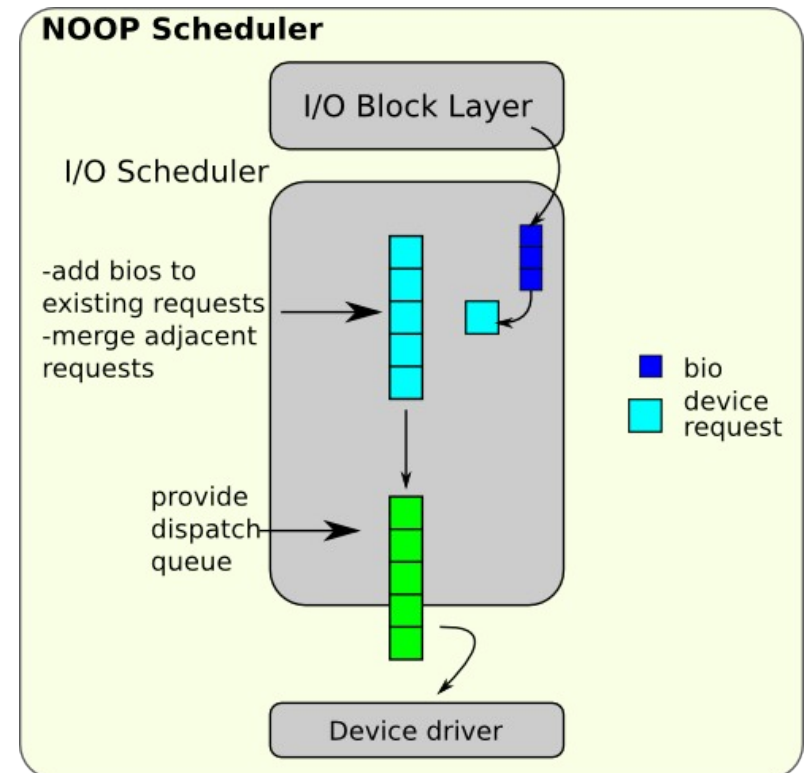 NOOP Scheduler
I/O Block Layer
I/O Scheduler
-add bios to
existing requests
-merge adjacent
requests
bio
device
request
provide
dispatch
queue
Device driver